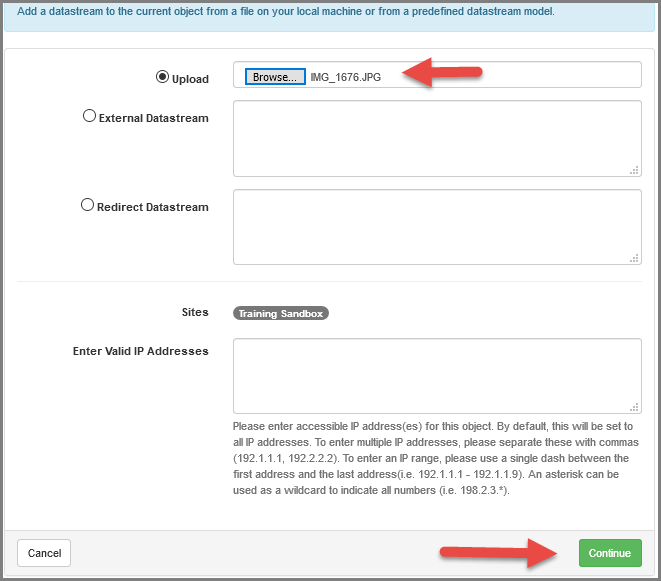 Add a datastream to the current object from a file on your local machine or from a predefined datastream model.
Upload
Browse... IMG_1676.JPG
External Datastream
Redirect Datastream
Sites
Training Sandbox
Enter Valid IP Addresses
Please enter accessible IP address(es) for this object. By default, this will be set to
all IP addresses. To enter multiple IP addresses, please separate these with commas
(192.1.1.1, 192.2.2.2). To enter an IP range, please use a single dash between the
first address and the last address(i.e. 192.1.1.1 - 192.1.1.9). An asterisk can be
used as a wildcard to indicate all numbers (i.e. 198.2.3.*).
Cancel
Continue